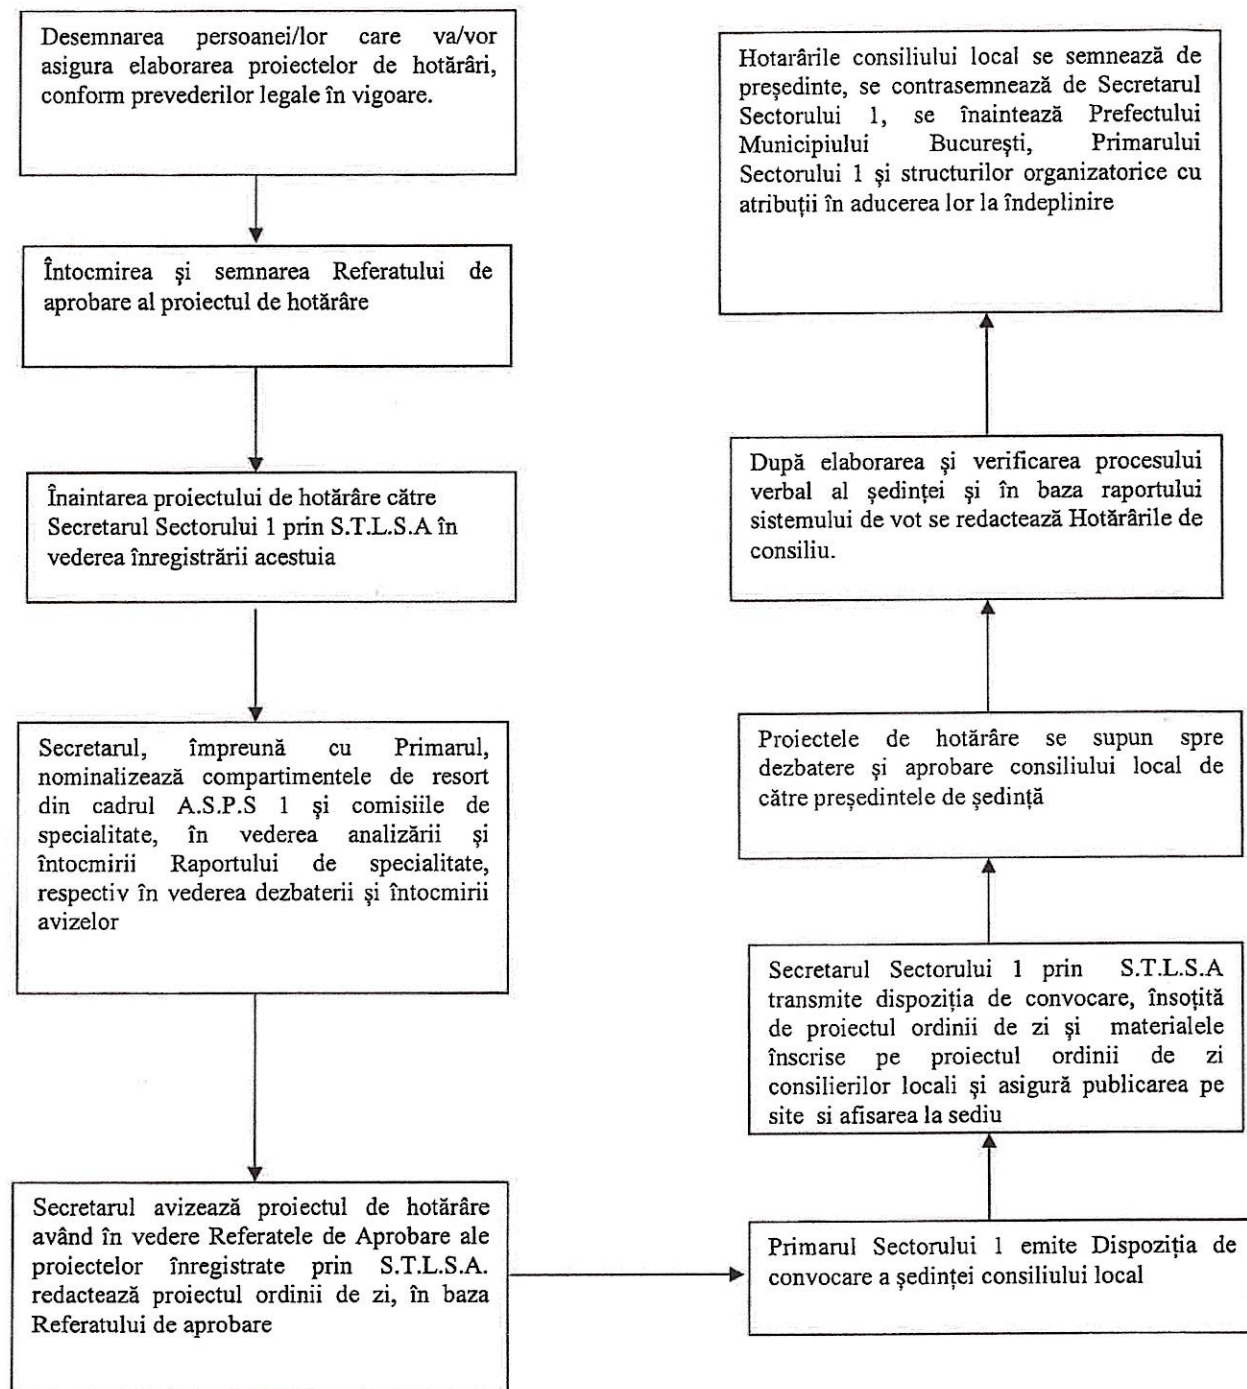 Desemnarea persoanei/lor care va/vor
asigura elaborarea proiectelor de hotărâri,
conform prevederilor legale în vigoare.
Întocmirea și semnarea Referatului de
aprobare al proiectul de hotărâre
Înaintarea proiectului de hotărâre către
Secretarul Sectorului 1 prin S.T.L.S.A în
vederea înregistrării acestuia
Secretarul, împreună cu Primarul,
nominalizează compartimentele de resort
din cadrul A.S.P.S 1 și comisiile de
specialitate, în vederea analizării și
întocmirii Raportului de specialitate,
respectiv în vederea dezbaterii și întocmirii
avizelor
Secretarul avizează proiectul de hotărâre
având în vedere Referatele de Aprobare ale
proiectelor înregistrate prin S.T.L.S.A.
redactează proiectul ordinii de zi, în baza
Referatului de aprobare
Primarul Sectorului 1 emite Dispoziția de
convocare a ședinței consiliului local
Secretarul Sectorului 1 prin S.T.L.S.A
transmite dispoziția de convocare, însoțită
de proiectul ordinii de zi și materialele
înscrise pe proiectul ordinii de zi
consilierilor locali și asigură publicarea pe
site si afisarea la sediu
Proiectele de hotărâre se supun spre
dezbatere și aprobare consiliului local de
către președintele de ședință
După elaborarea și verificarea procesului
verbal al ședinței și în baza raportului
sistemului de vot se redactează Hotărârile de
consiliu.
Hotarârile consiliului local se semnează de
președinte, se contrasemnează de Secretarul
Sectorului 1, se înaintează Prefectului
Municipiului București, Primarului
Sectorului 1 și structurilor organizatorice cu
atribuții în aducerea lor la îndeplinire